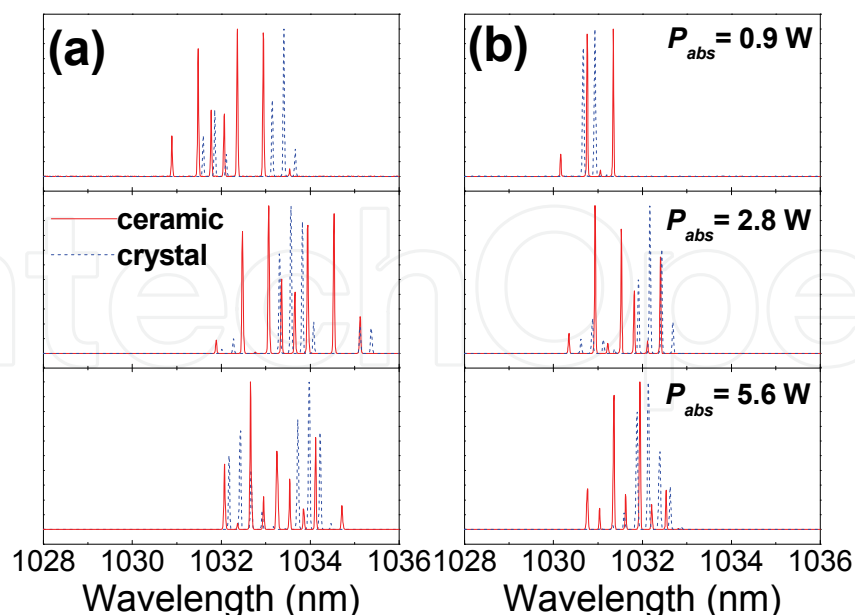 (a)
(b)
P_abs = 0.9 W
ceramic
crystal
P_abs = 2.8 W
P_abs = 5.6 W
ntechOpe
1028 1030 1032 1034 1036
1028 1030 1032 1034 1036
Wavelength (nm)
Wavelength (nm)